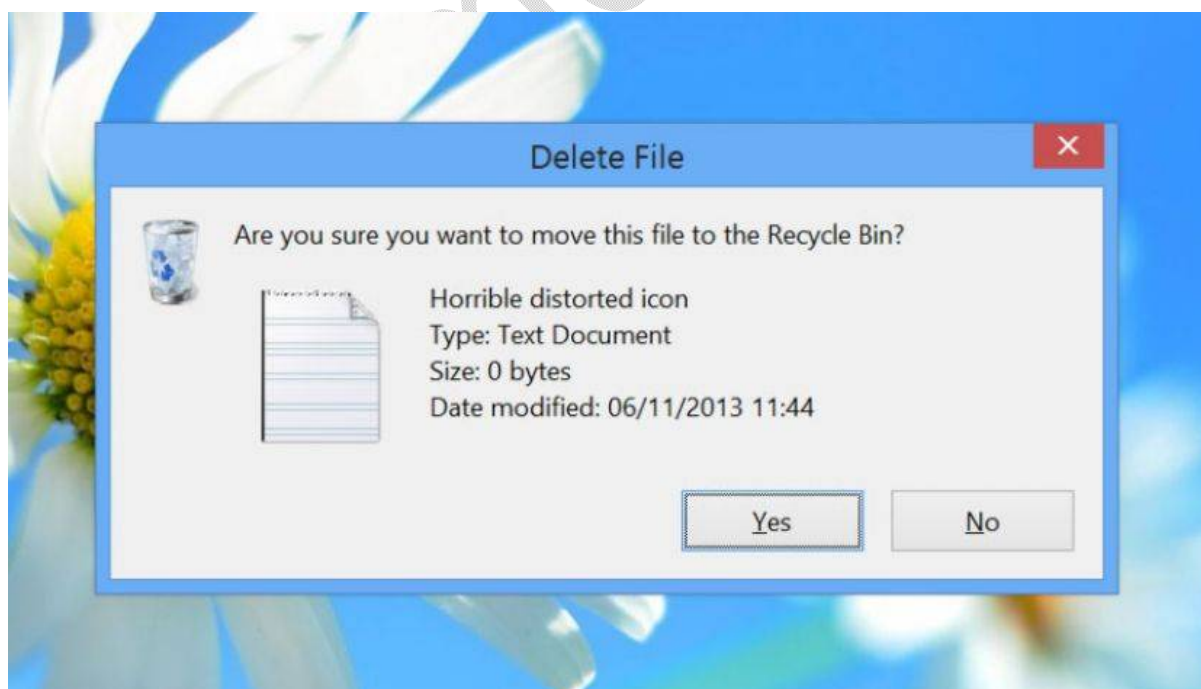 Delete File
Are you sure you want to move this file to the Recycle Bin?
Horrible distorted icon
Type: Text Document
Size: 0 bytes
Date modified: 06/11/2013 11:44
Yes
No